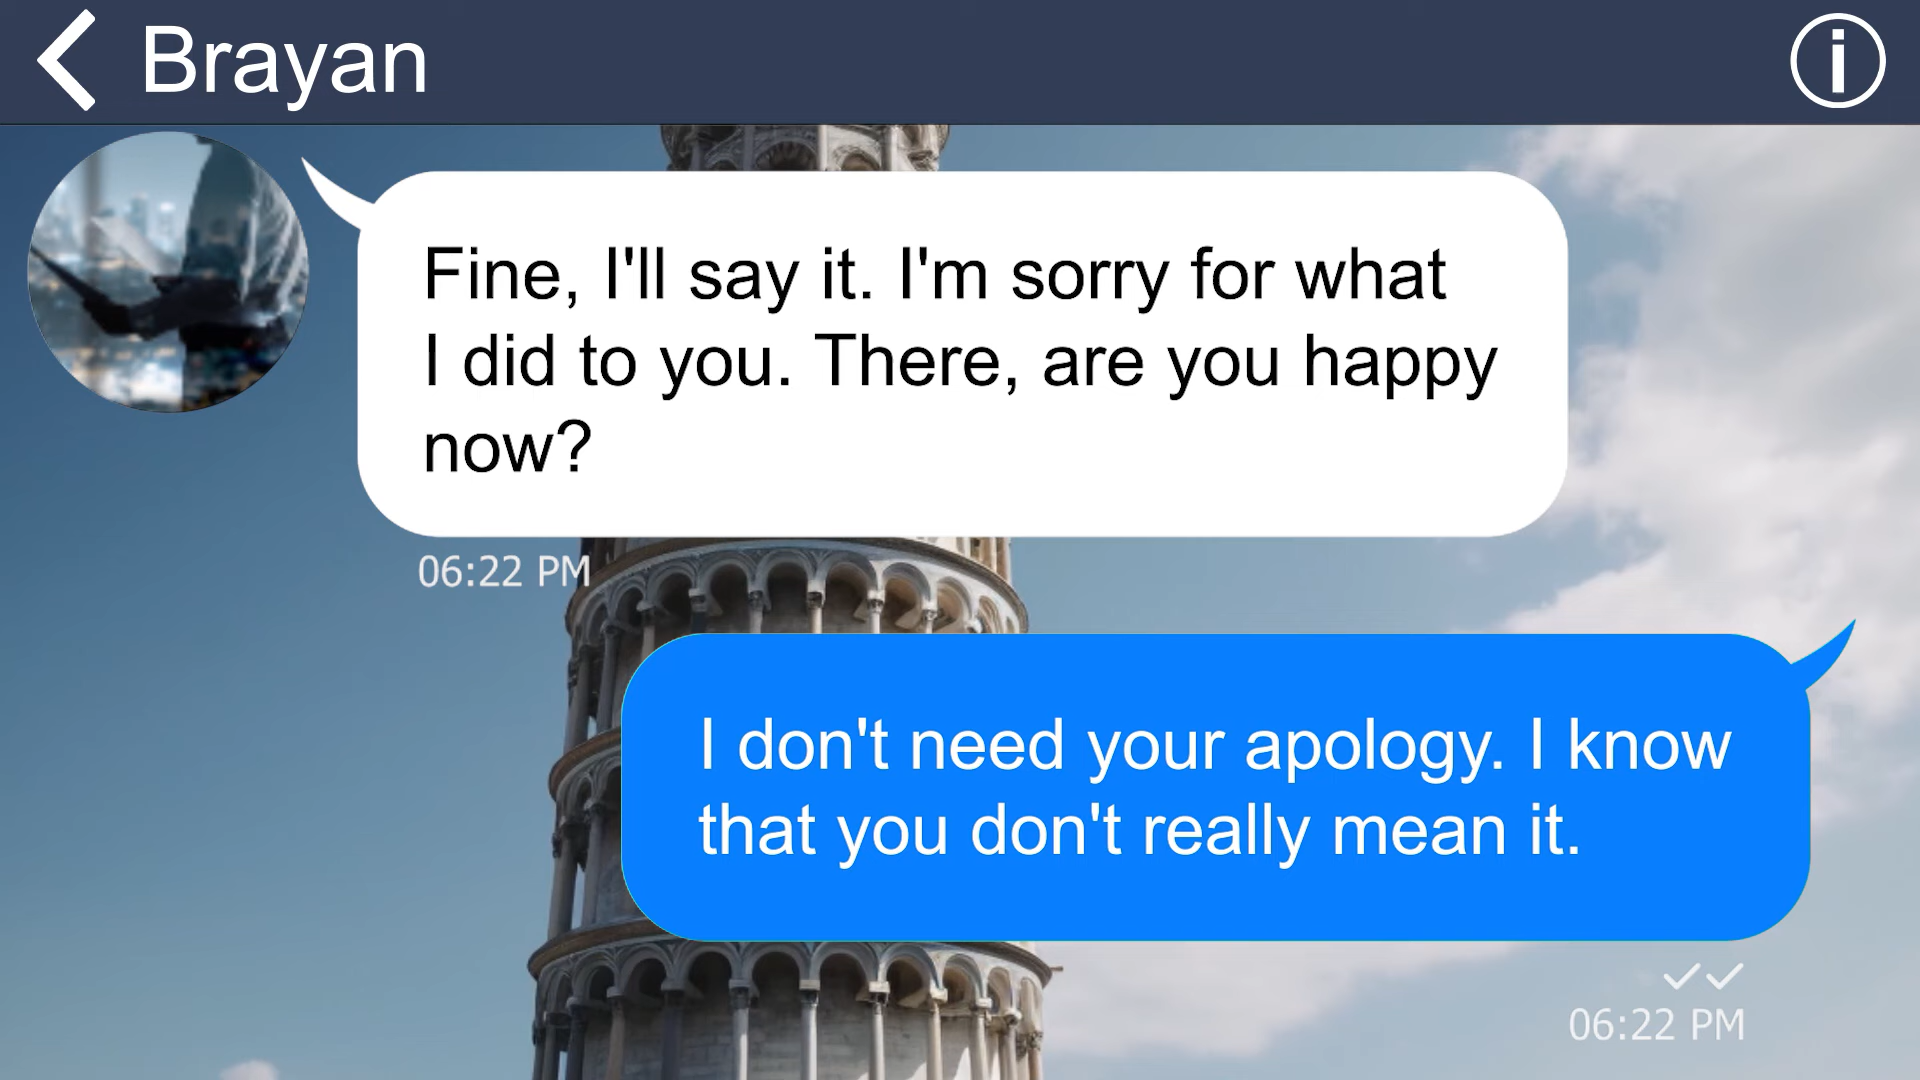 Brayan
Fine, I'll say it. I'm sorry for what
I did to you. There, are you happy
now?
06:22 PM
I don't need your apology. I know
that you don't really mean it.
06:22 PM